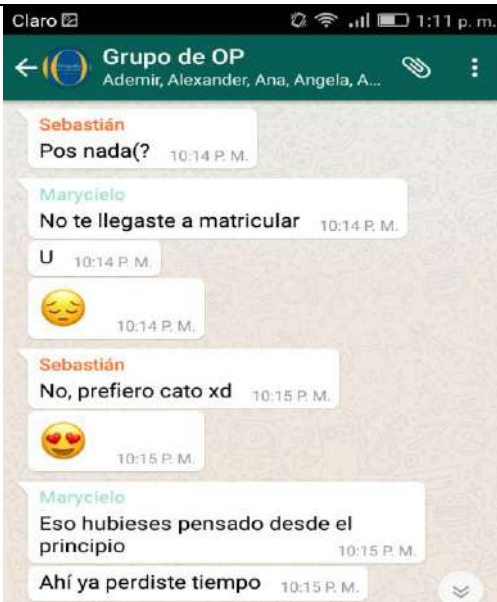 Claro 1:11 p. m.
Grupo de OP
Ademir, Alexander, Ana, Angela, A...
Sebastián
Pos nada(? 10:14 P. M.
Marycielo
No te llegaste a matricular 10:14 P. M.
U 10:14 P. M.
10:14 P. M.
Sebastián
No, prefiero cato xd 10:15 P. M.
10:15 P. M.
Marycielo
Eso hubieses pensado desde el
principio 10:15 P. M.
Ahí ya perdiste tiempo 10:15 P. M.